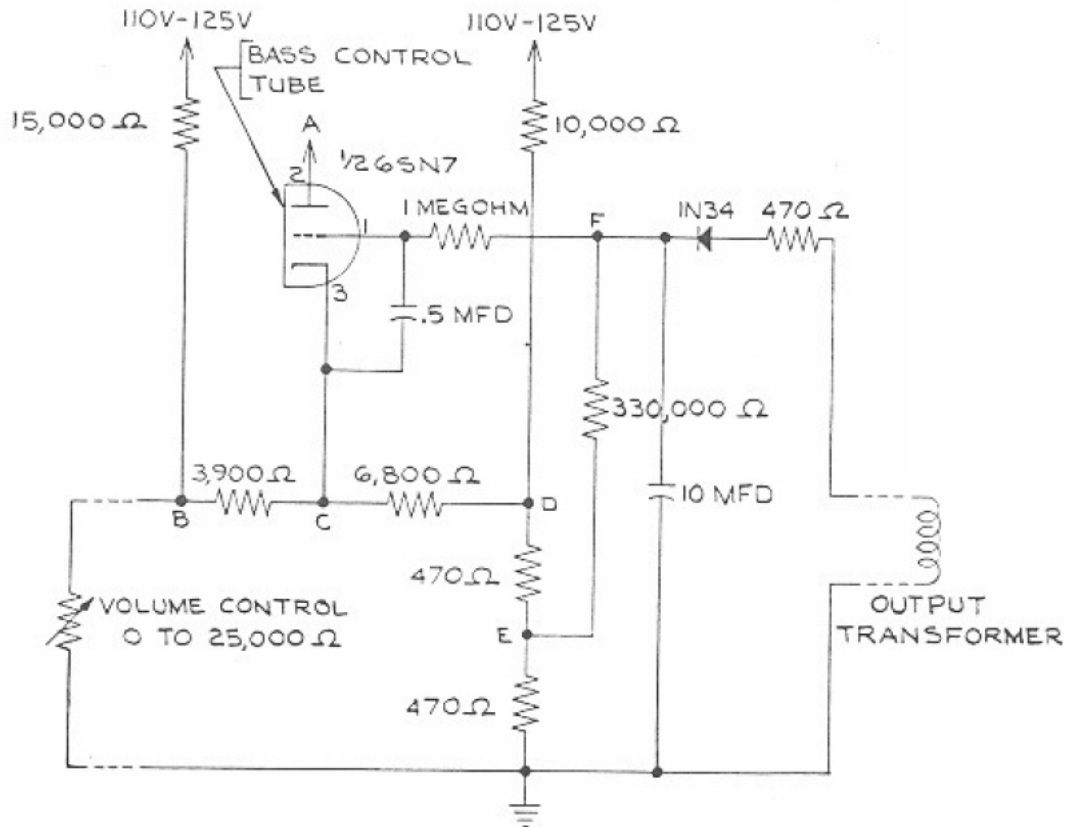 110V-125V
110V-125V
BASS CONTROL
TUBE
15,000 Ω
10,000 Ω
A
2
1/2 6SN7
1
3
1 MEGOHM
F
1N34
470 Ω
.5 MFD
330,000 Ω
3,900 Ω
6,800 Ω
B
C
D
10 MFD
470 Ω
VOLUME CONTROL
0 TO 25,000 Ω
E
OUTPUT
TRANSFORMER
470 Ω